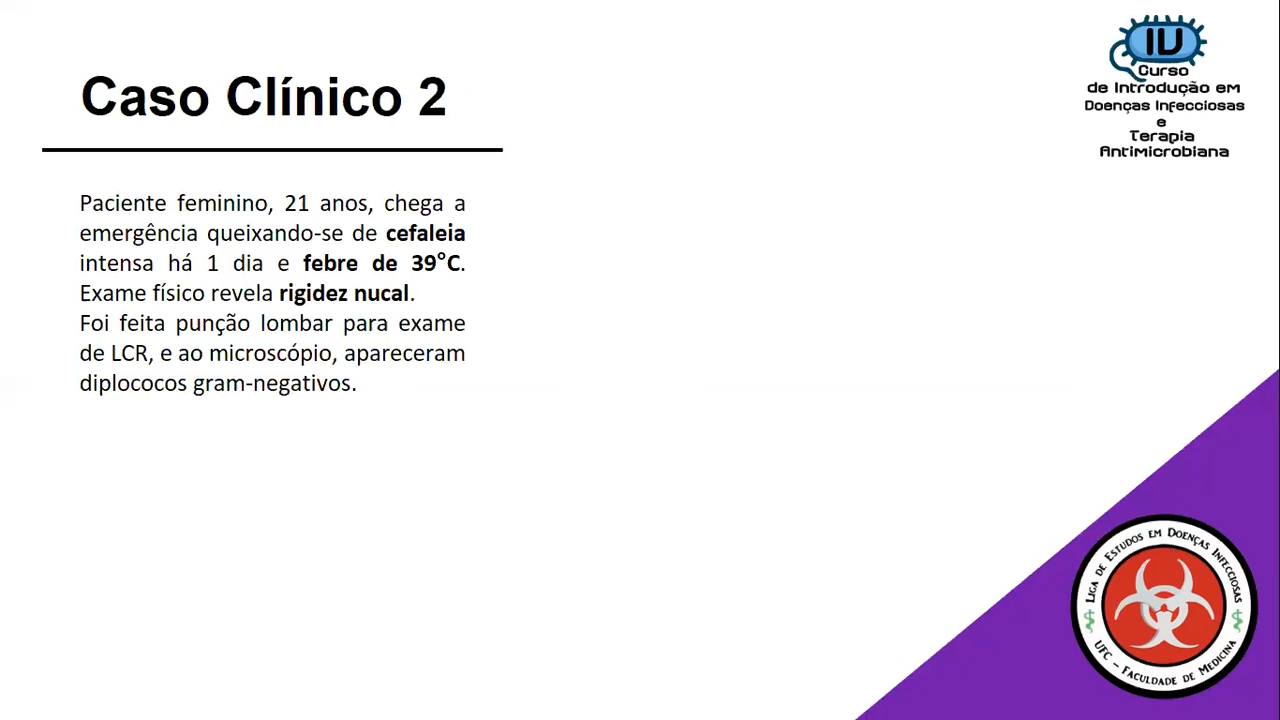 Caso Clínico 2
Paciente feminino, 21 anos, chega a
emergência queixando-se de cefaleia
intensa há 1 dia e febre de 39°C.
Exame físico revela rigidez nucal.
Foi feita punção lombar para exame
de LCR, e ao microscópio, apareceram
diplococos gram-negativos.
IV
Curso
de Introdução em
Doenças Infecciosas
e
Terapia
Antimicrobiana
Liga de Estudos em Doenças Infecciosas
UFC – Faculdade de Medicina